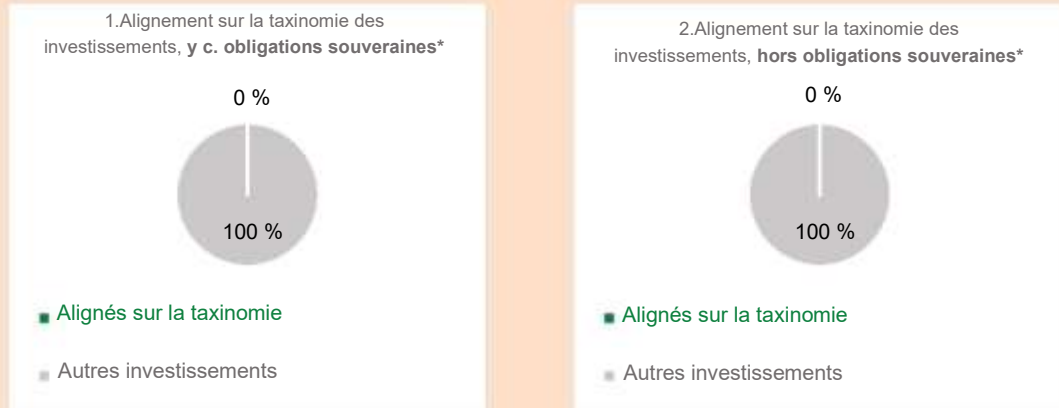 1.Alignement sur la taxinomie des
investissements, y c. obligations souveraines*
0 %
100 %
Alignés sur la taxinomie
Autres investissements
2.Alignement sur la taxinomie des
investissements, hors obligations souveraines*
0 %
100 %
Alignés sur la taxinomie
Autres investissements